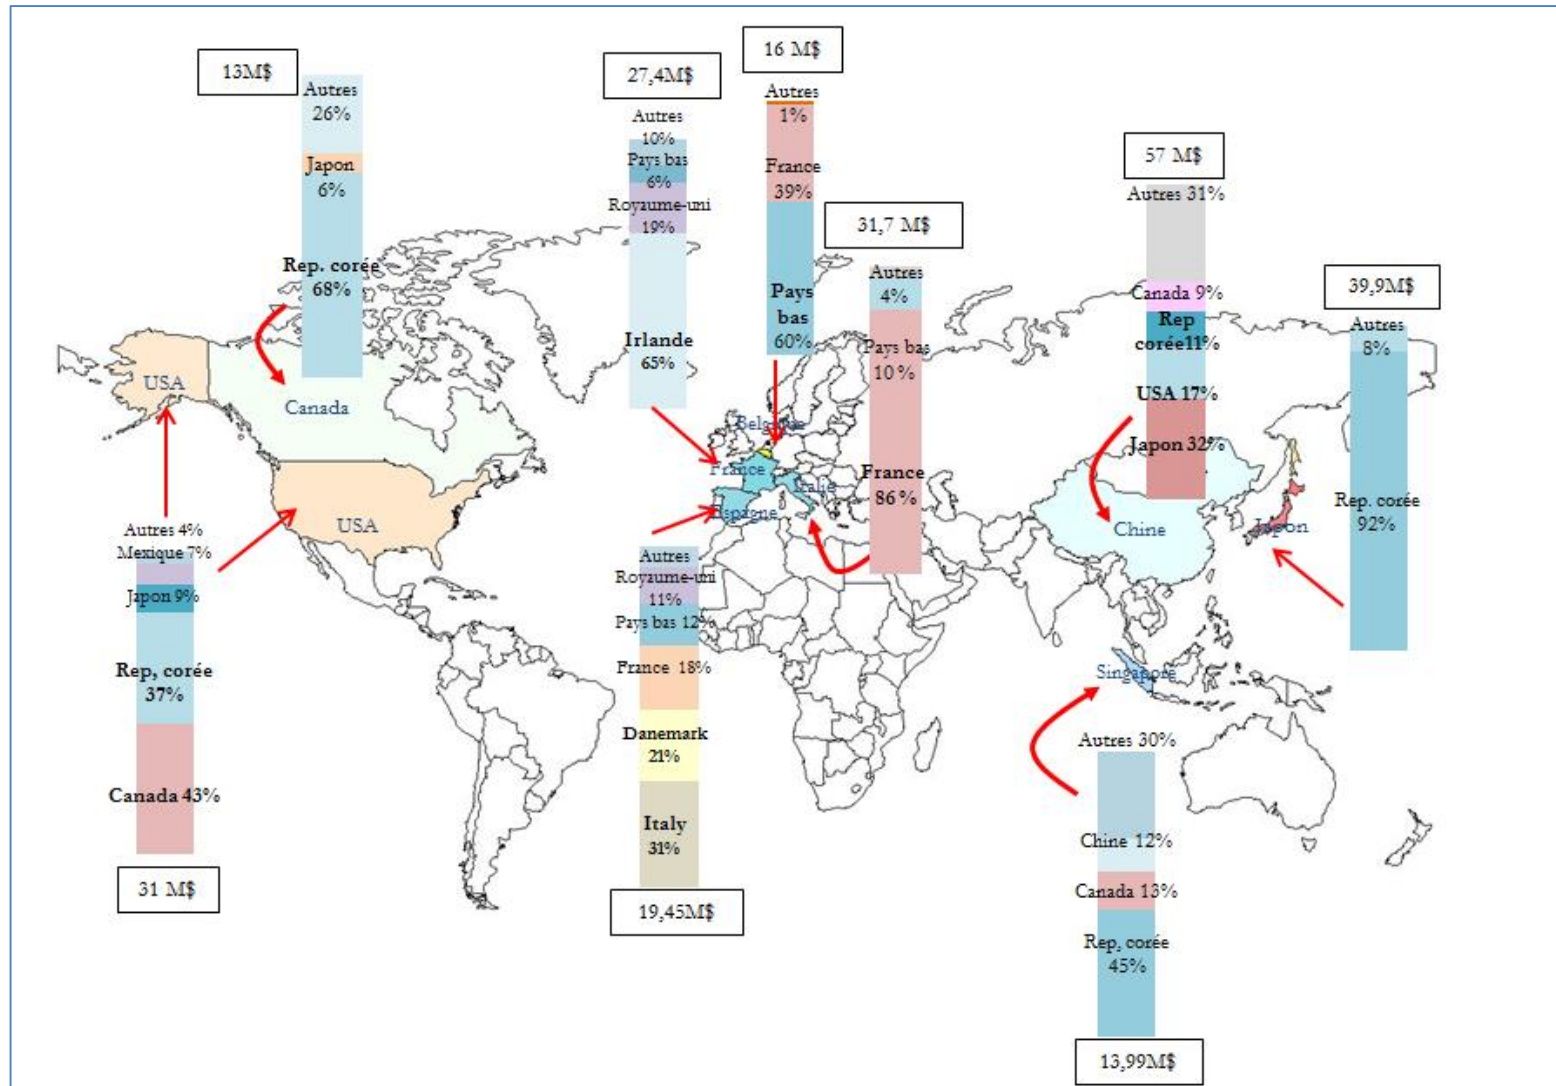 13M$
Autres
26%
Japon
6%
Rep. corée
68%
27,4M$
Autres
10%
Pays bas
6%
Royaume-uni
19%
Irlande
65%
16 M$
Autres
1%
France
39%
Pays
bas
60%
31,7 M$
Autres
4%
Pays bas
10 %
France
86 %
57 M$
Autres 31%
Canada 9%
Rep
corée11%
USA 17%
Japon 32%
39,9M$
Autres
8%
Rep. corée
92%
USA
Canada
USA
Belgique
France
Italie
Espagne
Chine
Japon
Singapore
Autres 4%
Mexique 7%
Japon 9%
Rep, corée
37%
Canada 43%
31 M$
Autres
Royaume-uni
11%
Pays bas 12%
France 18%
Danemark
21%
Italy
31%
19,45M$
Autres 30%
Chine 12%
Canada 13%
Rep, corée
45%
13,99M$